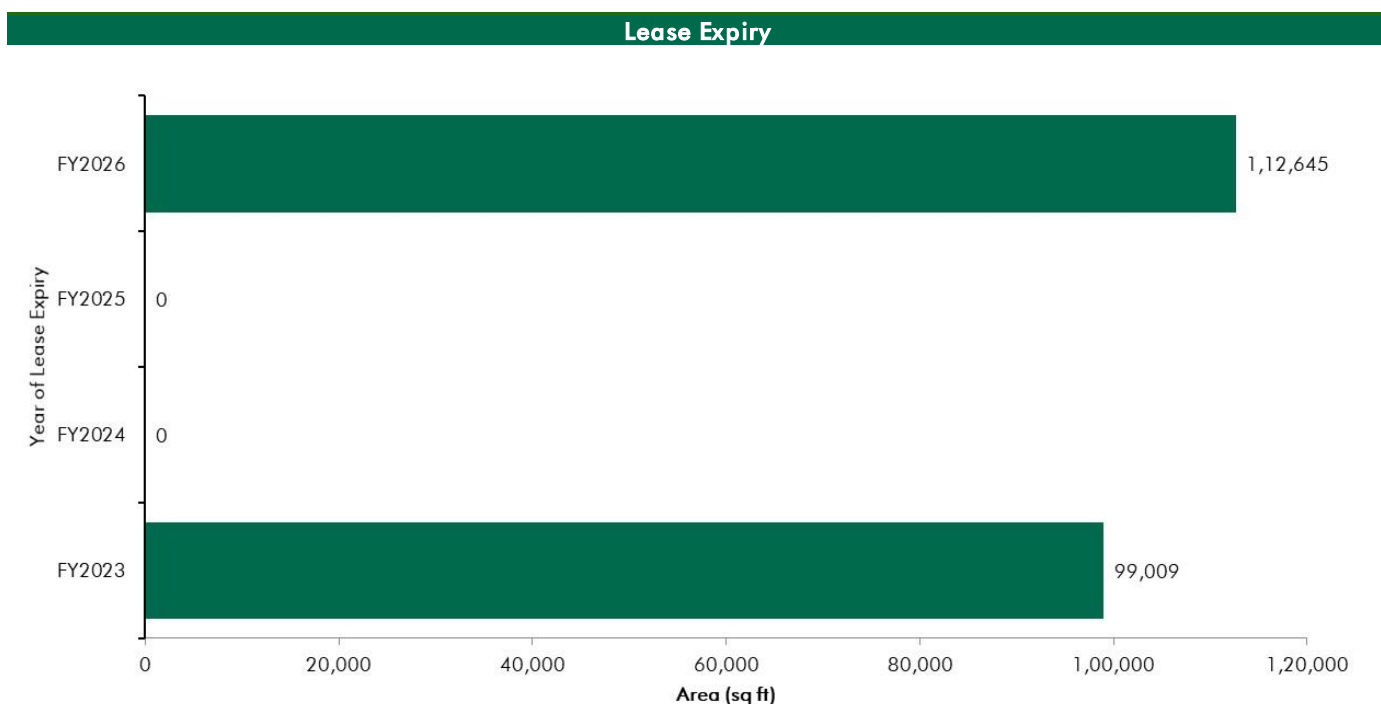 Lease Expiry
Year of Lease Expiry
FY2026
1,12,645
FY2025
0
FY2024
0
FY2023
99,009
0
20,000
40,000
60,000
80,000
1,00,000
1,20,000
Area (sq ft)